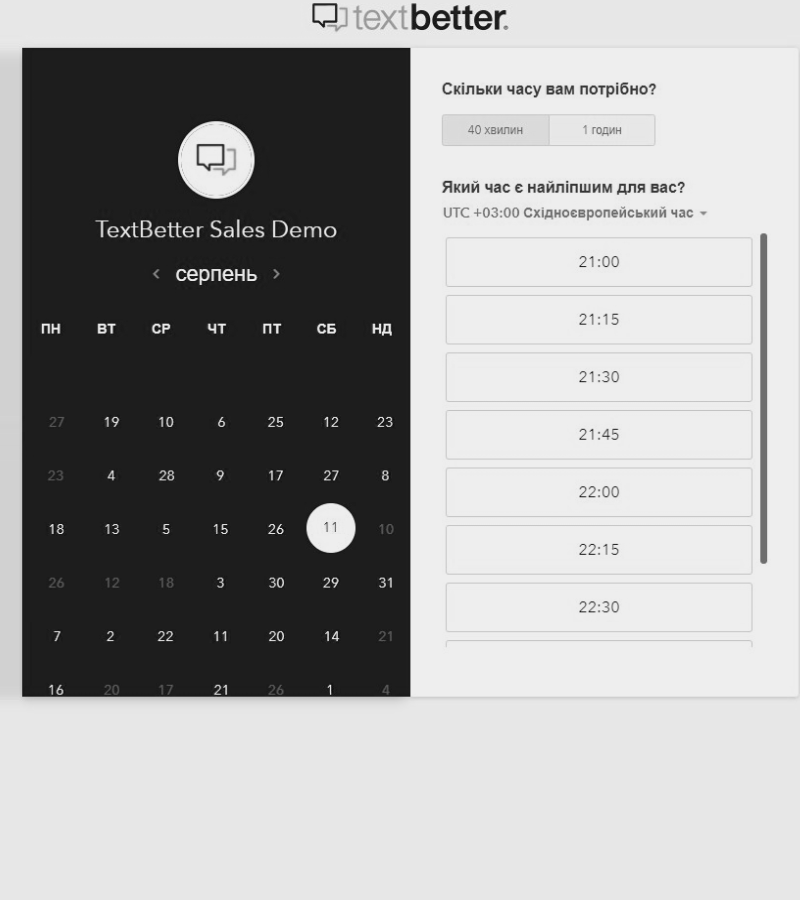 textbetter.
TextBetter Sales Demo
серпень
ПН ВТ СР ЧТ ПТ СБ НД
27 19 10 6 25 12 23
23 4 28 9 17 27 8
18 13 5 15 26 11 10
26 12 18 3 30 29 31
7 2 22 11 20 14 21
16 20 17 21 26 1 4
Скільки часу вам потрібно?
40 хвилин 1 годин
Який час є найліпшим для вас?
UTC +03:00 Східноєвропейський час
21:00
21:15
21:30
21:45
22:00
22:15
22:30